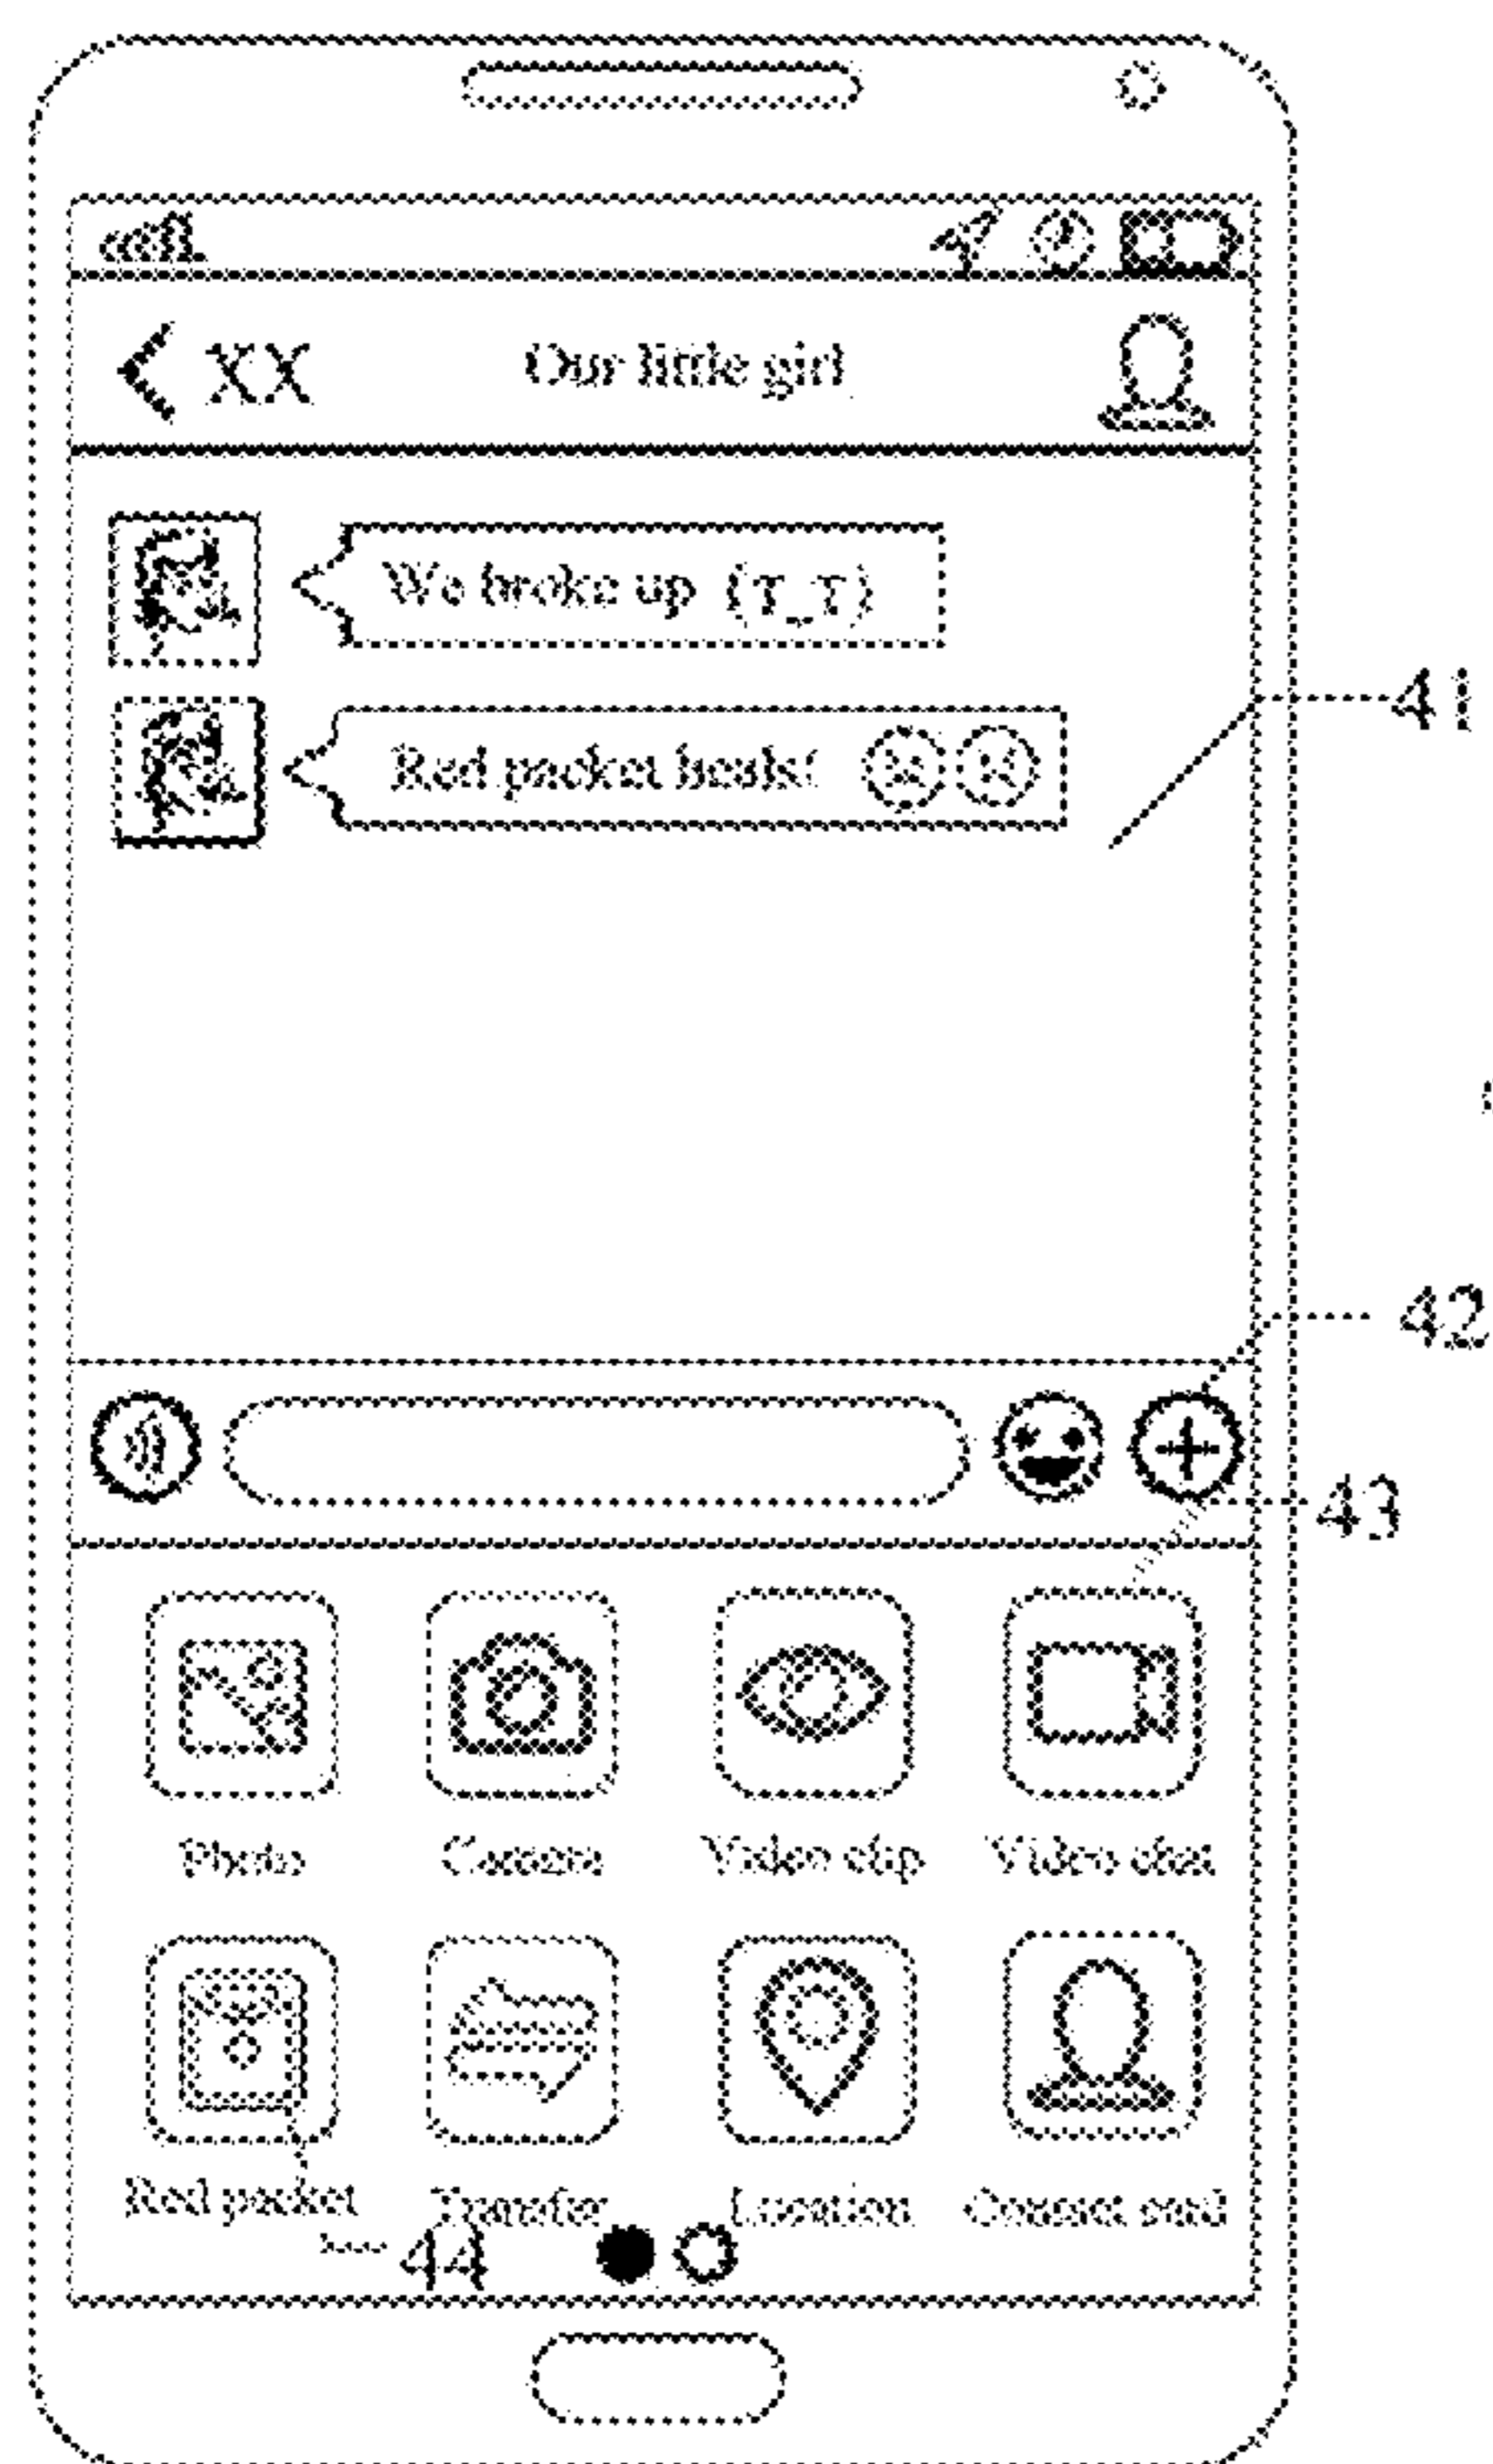 XX Our little girl
We broke up (T_T)
Red packet heals!
41
42
43
Photo Camera Video clip Video chat
Red packet Transfer Location Contact card
44